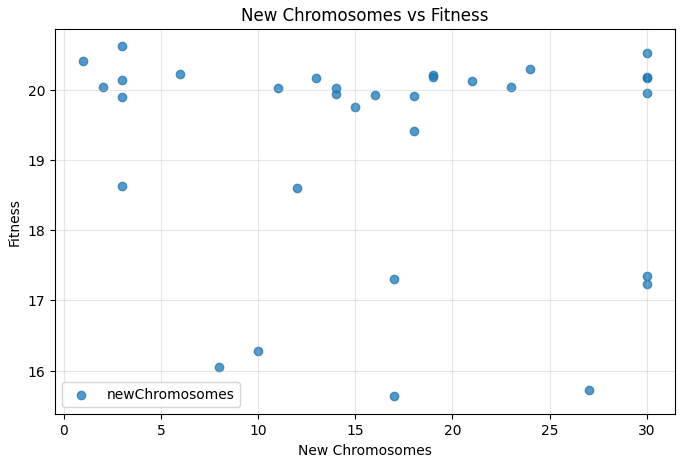 New Chromosomes vs Fitness
Fitness
20
19
18
17
16
newChromosomes
0 5 10 15 20 25 30
New Chromosomes